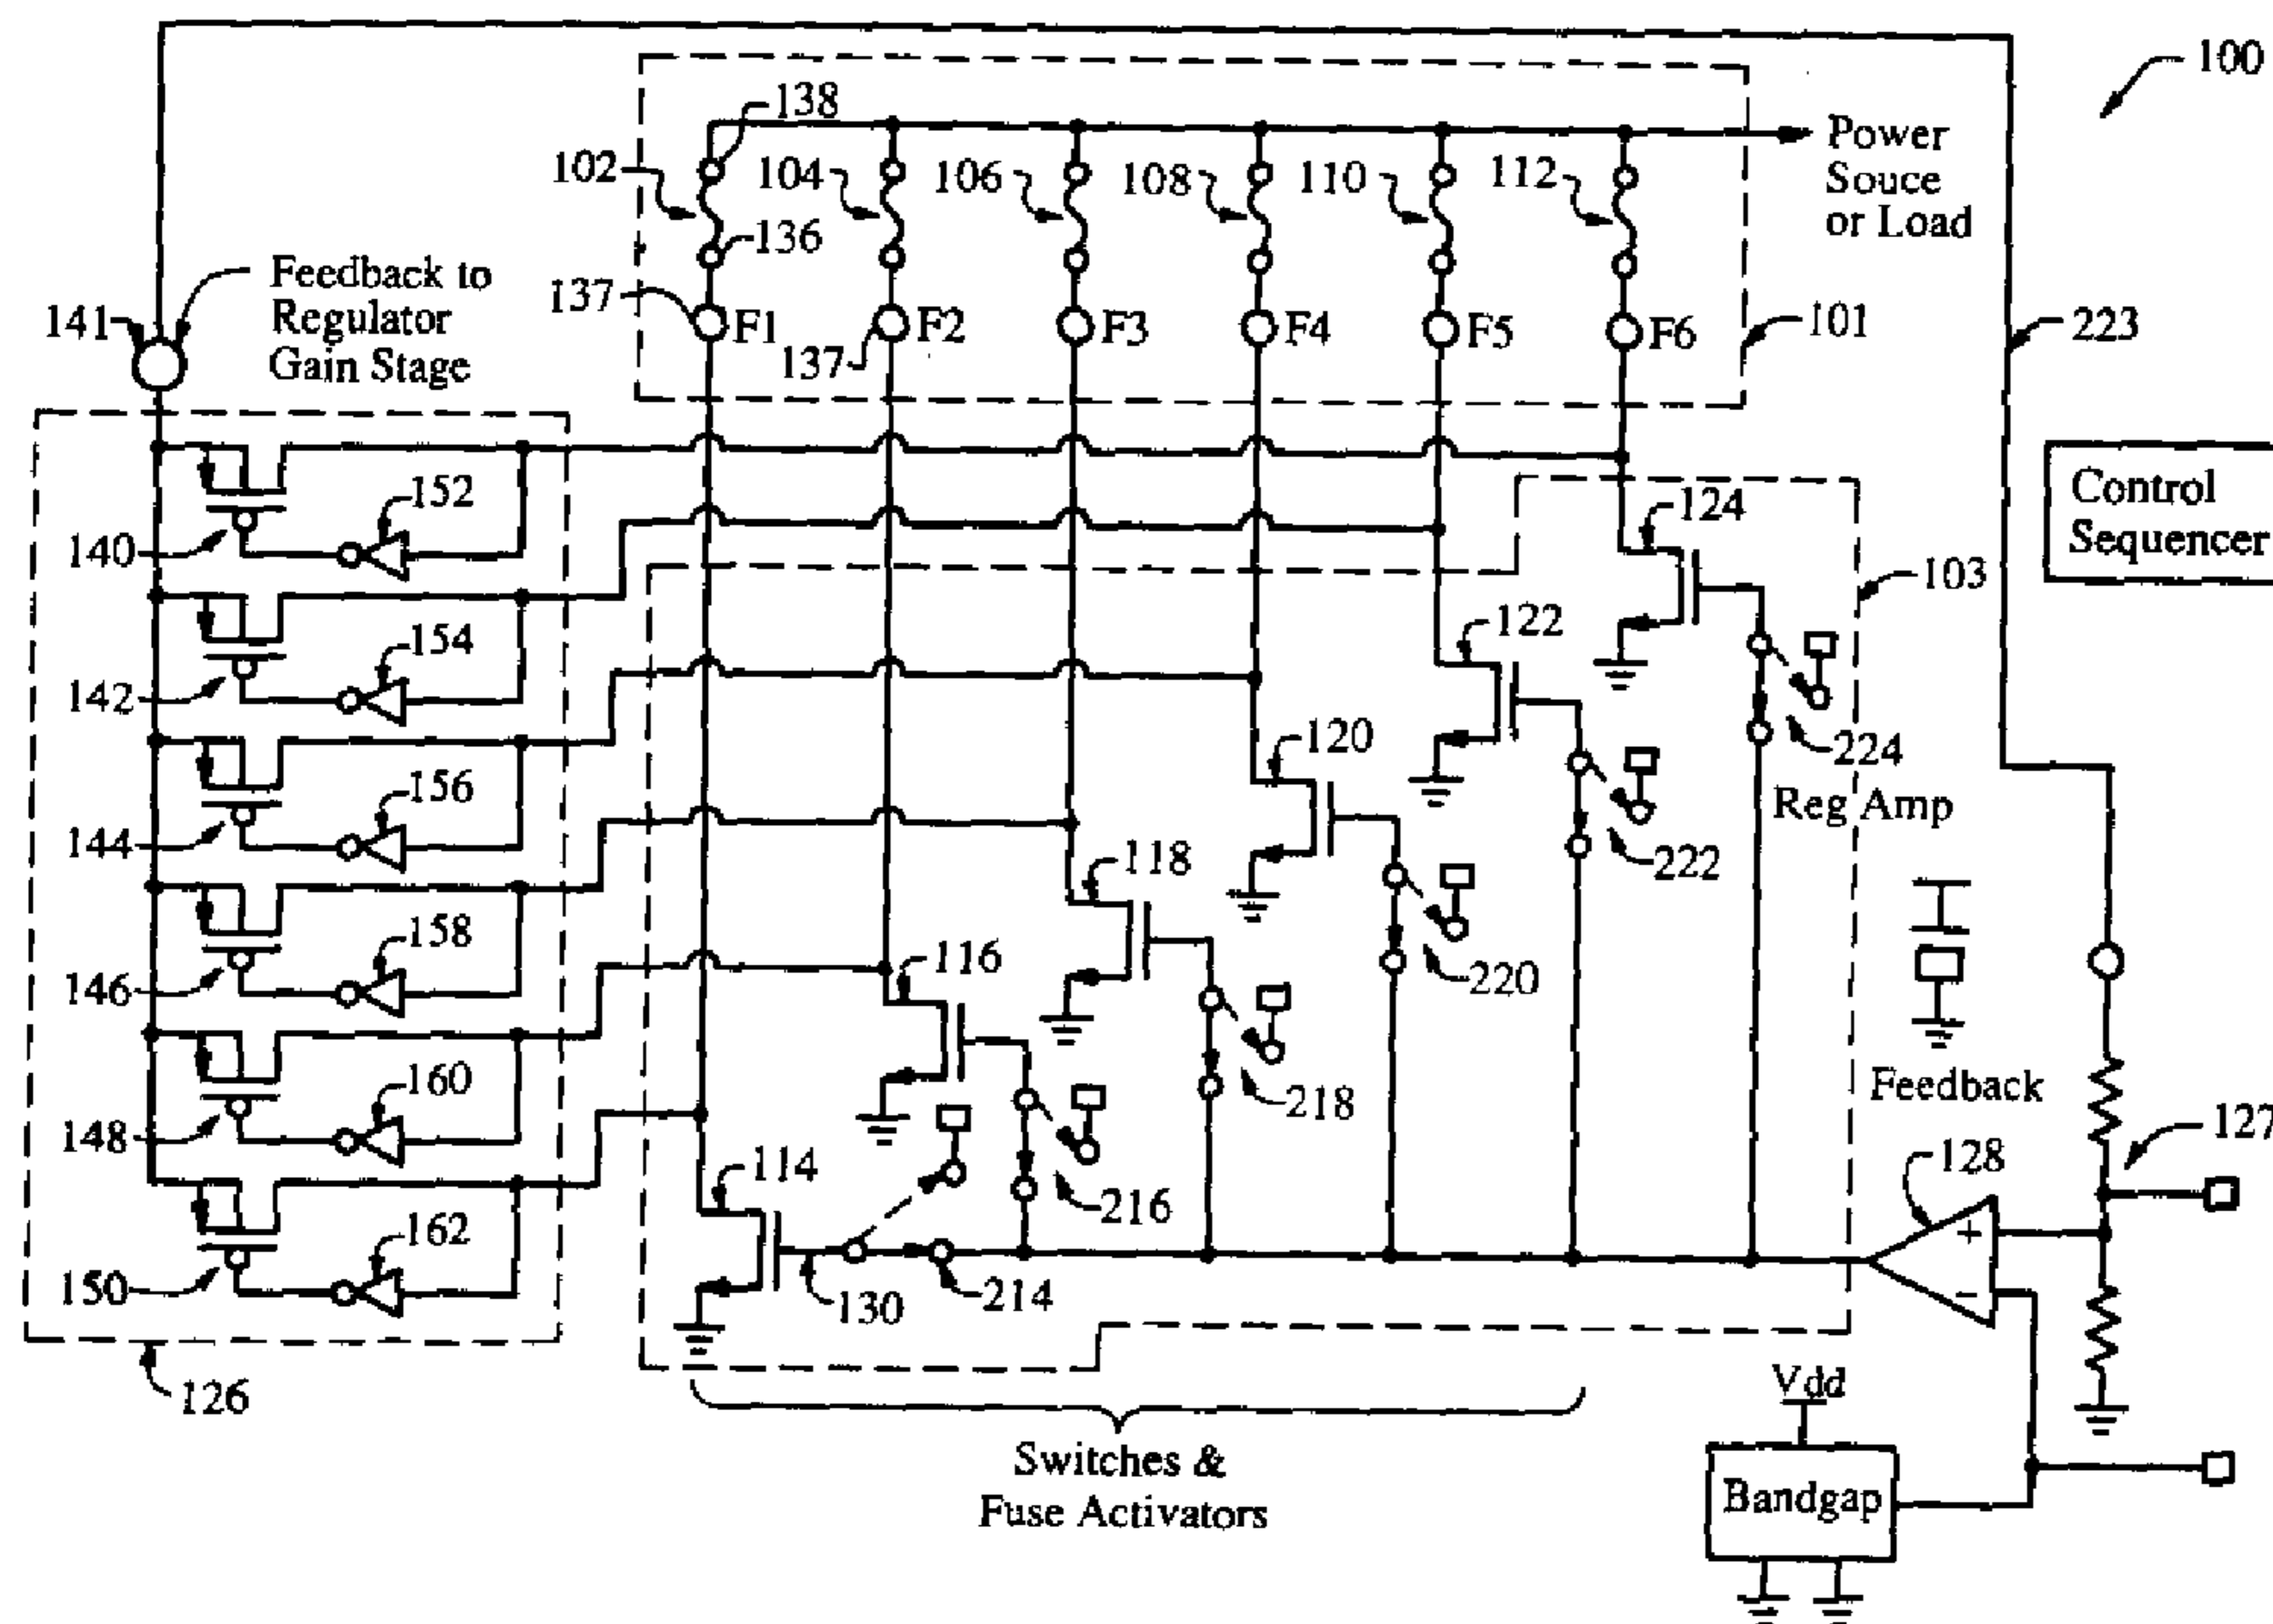 100
138
Power
Souce
or Load
102
104
106
108
110
112
136
137
F1
F2
F3
F4
F5
F6
137
101
223
Feedback to
Regulator
Gain Stage
141
Control
Sequencer
152
140
124
103
154
142
122
224
Reg Amp
156
144
120
222
158
146
118
220
160
148
116
218
Feedback
127
128
+
−
162
150
114
216
130
214
126
Switches &
Fuse Activators
Vdd
Bandgap